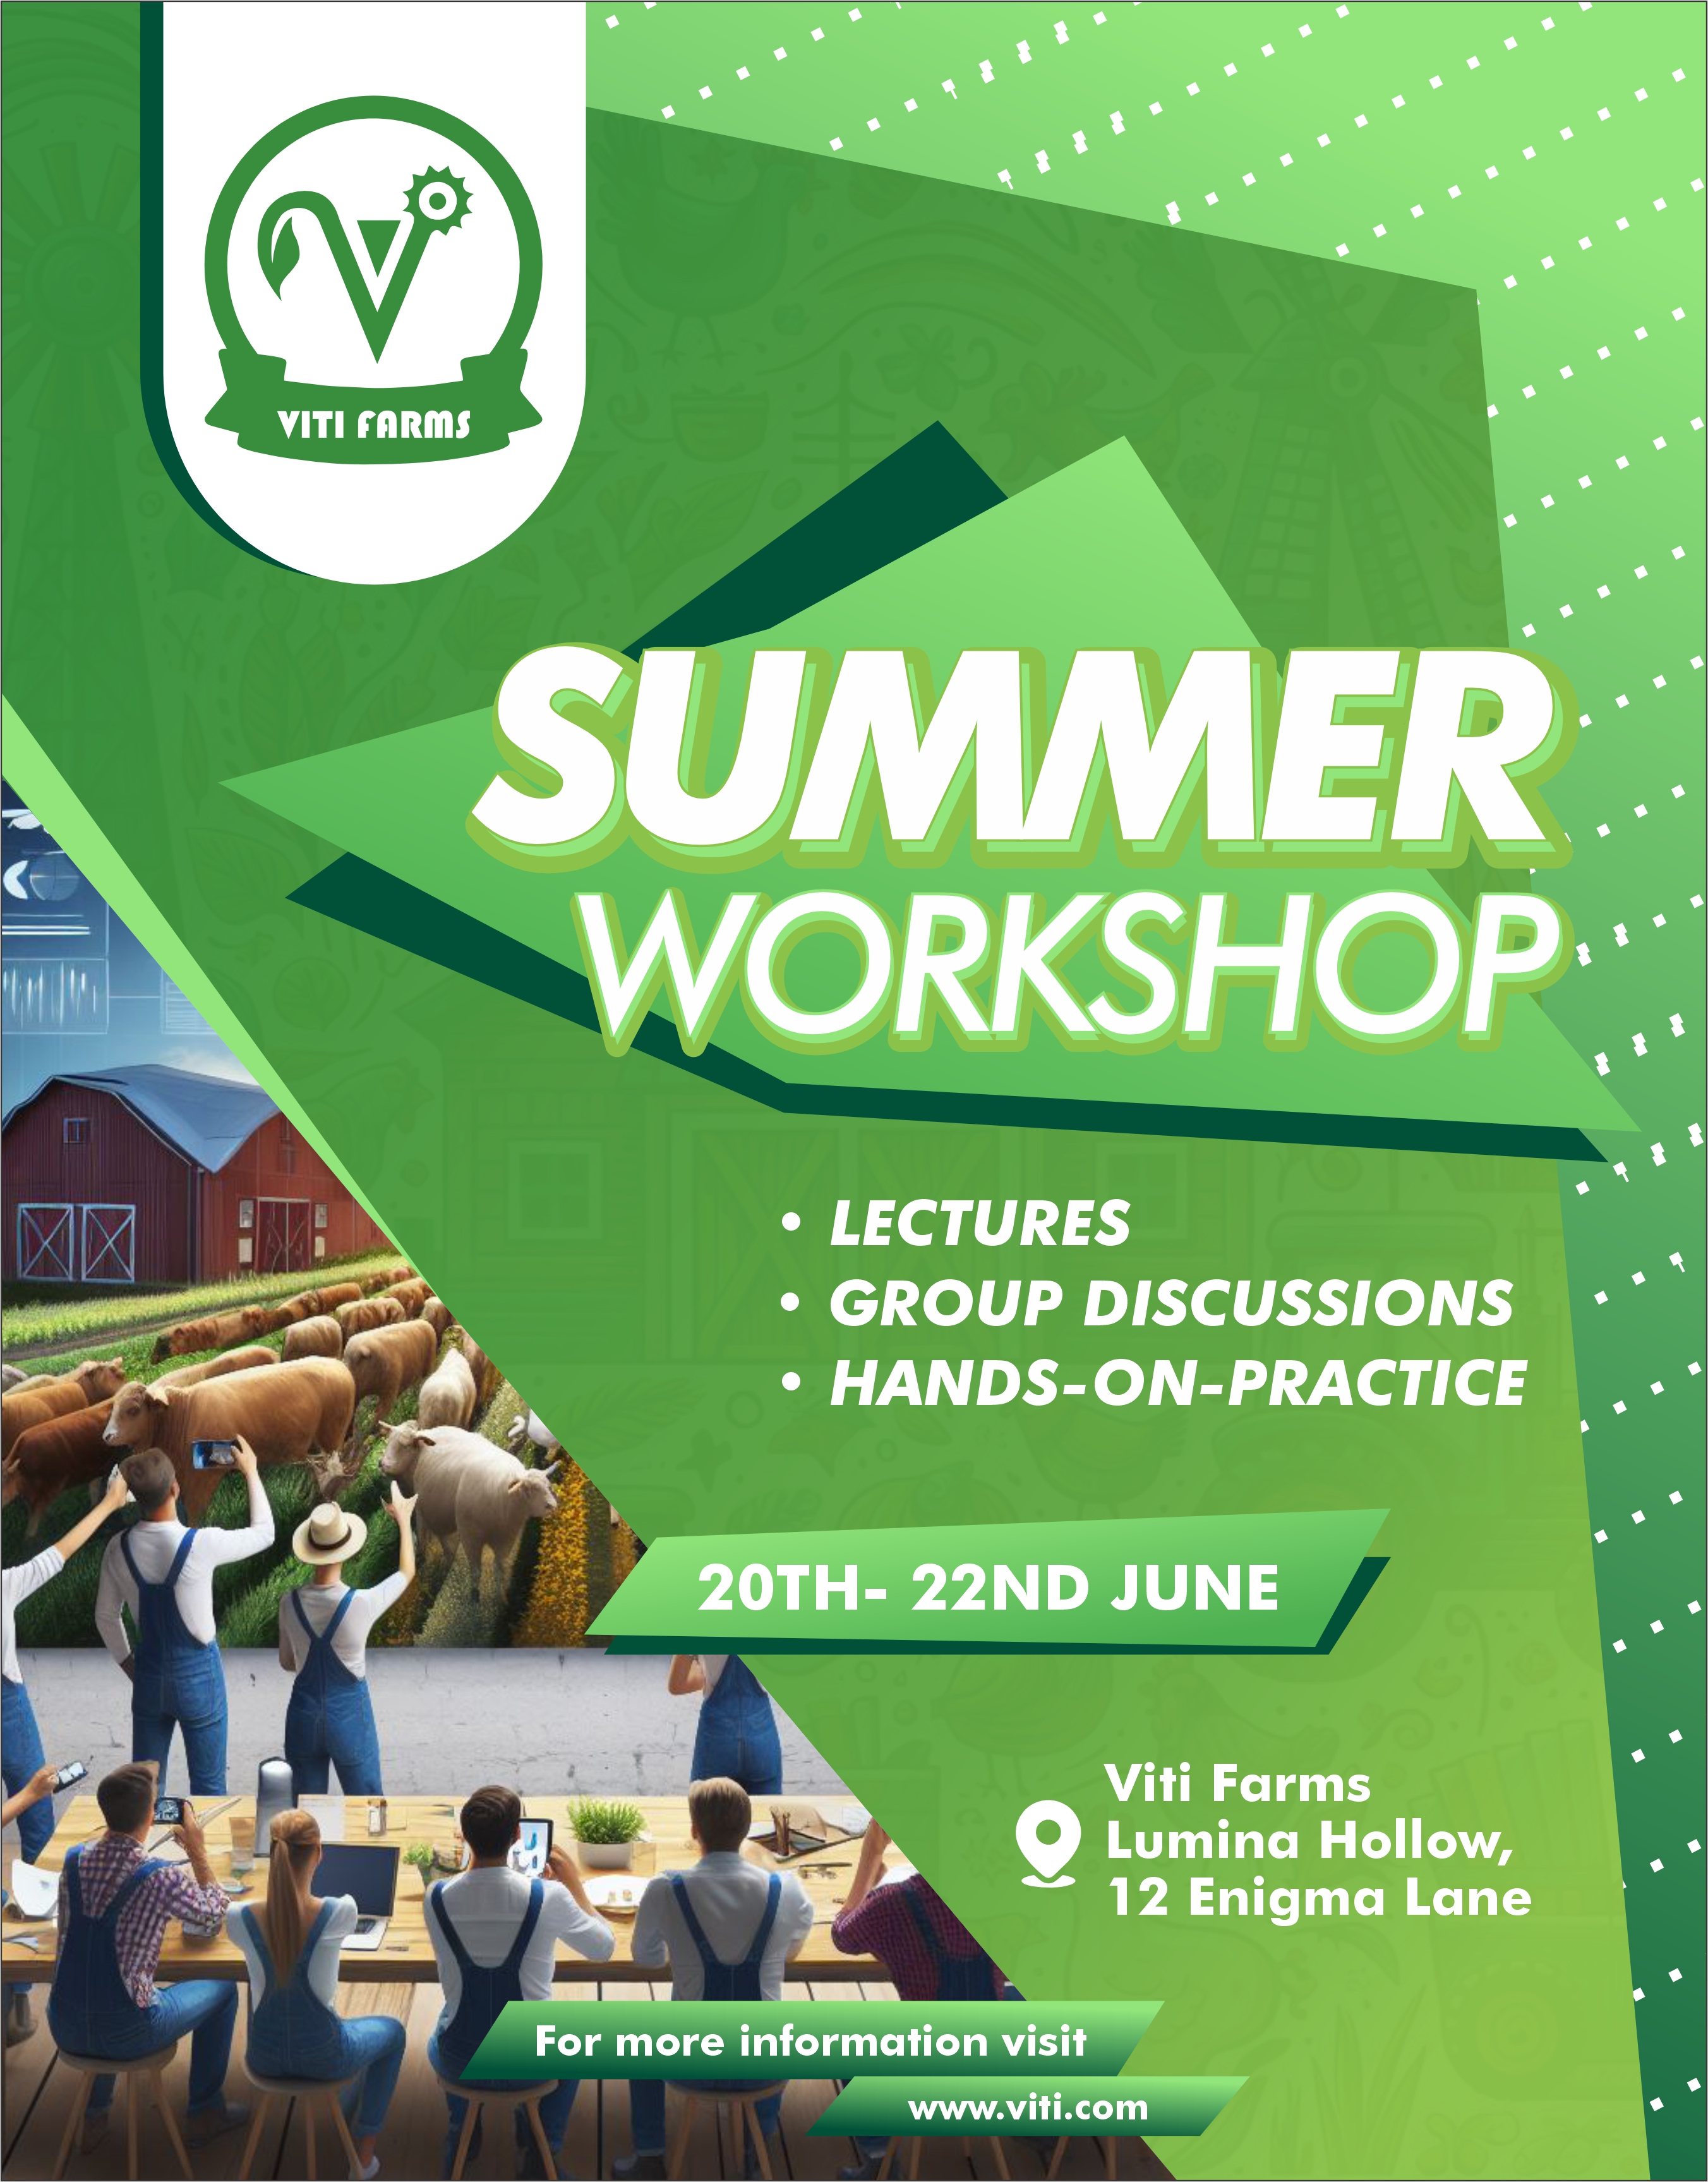 VITI FARMS
SUMMER
WORKSHOP
• LECTURES
• GROUP DISCUSSIONS
• HANDS-ON-PRACTICE
20TH- 22ND JUNE
Viti Farms
Lumina Hollow,
12 Enigma Lane
For more information visit
www.viti.com